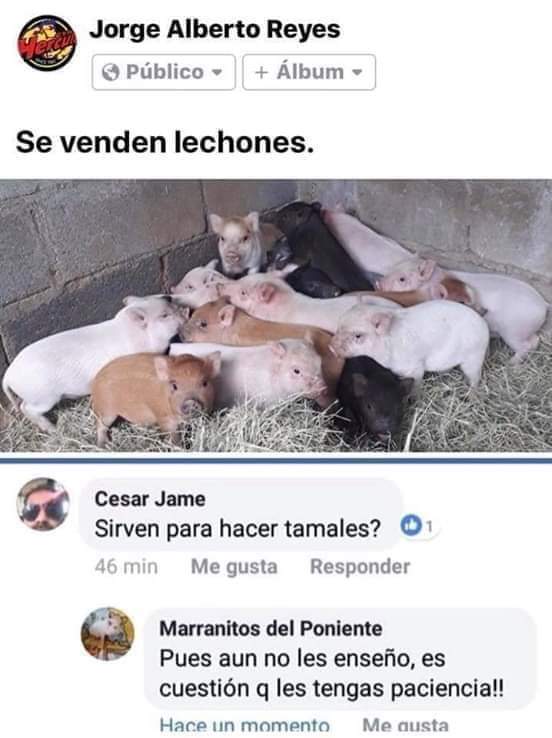 Jorge Alberto Reyes
Público
+ Álbum
Se venden lechones.
Cesar Jame
Sirven para hacer tamales?
1
46 min Me gusta Responder
Marranitos del Poniente
Pues aun no les enseño, es
cuestión q les tengas paciencia!!
Hace un momento Me gusta